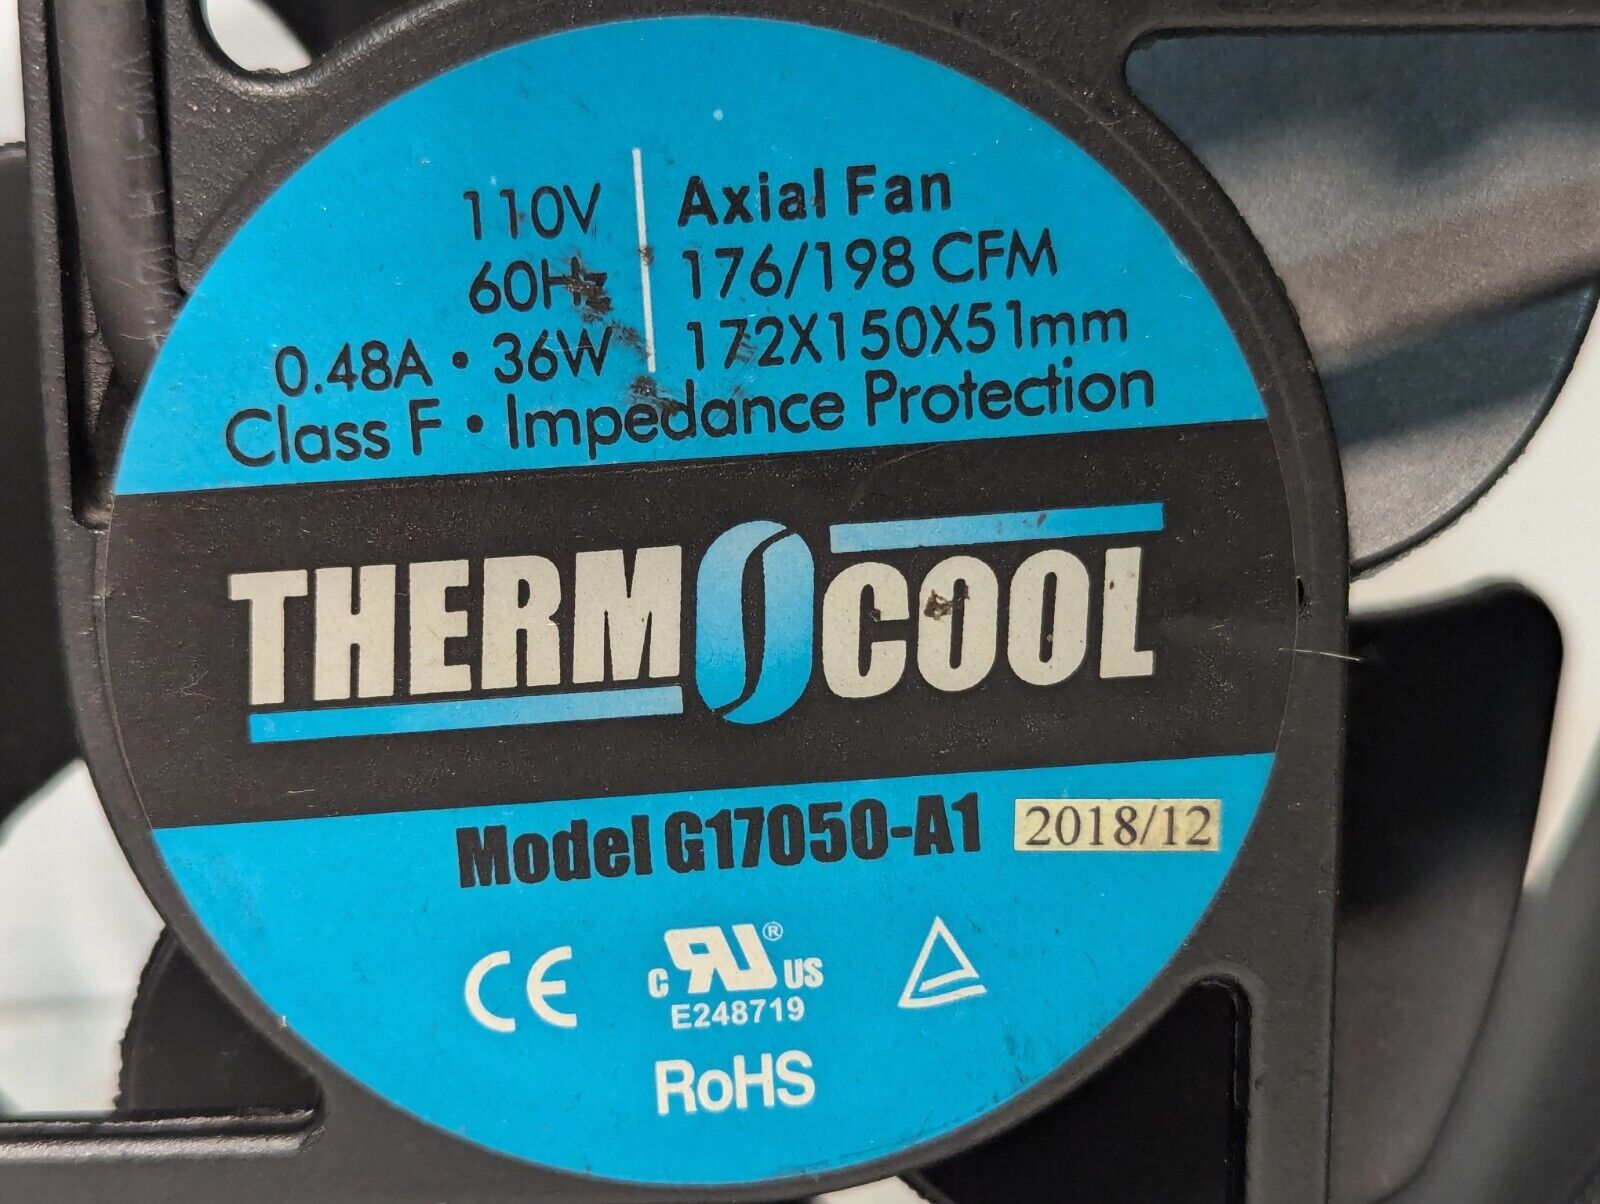 110V
60Hz
0.48A • 36W
Axial Fan
176/198 CFM
172X150X51mm
Class F • Impedance Protection
THERMOCOOL
Model G17050-A1 2018/12
CE
c RU® US
E248719
RoHS